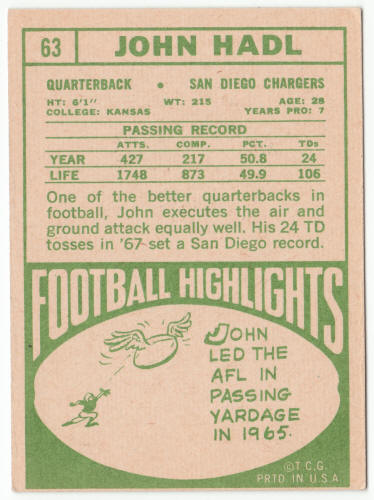 63 JOHN HADL
QUARTERBACK • SAN DIEGO CHARGERS
HT: 6'1" WT: 215 AGE: 28
COLLEGE: KANSAS YEARS PRO: 7
PASSING RECORD
ATTS. COMP. PCT. TDs
YEAR 427 217 50.8 24
LIFE 1748 873 49.9 106
One of the better quarterbacks in
football, John executes the air and
ground attack equally well. His 24 TD
tosses in '67 set a San Diego record.
FOOTBALL HIGHLIGHTS
JOHN
LED THE
AFL IN
PASSING
YARDAGE
IN 1965.
©T.C.G.
PRTD IN U.S.A